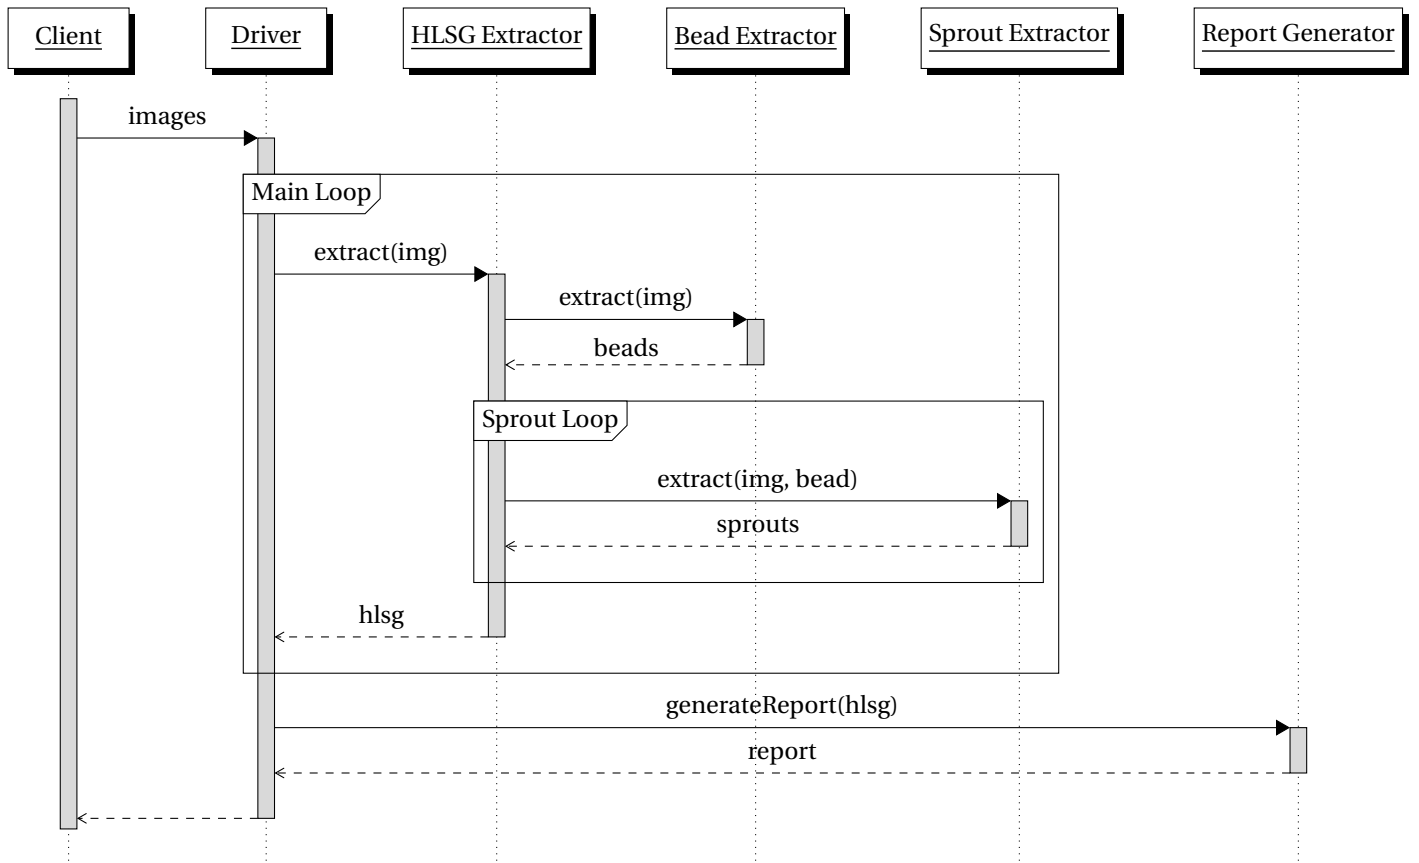 Client
Driver
HLSG Extractor
Bead Extractor
Sprout Extractor
Report Generator
images
Main Loop
extract(img)
extract(img)
beads
Sprout Loop
extract(img, bead)
sprouts
hlsg
generateReport(hlsg)
report